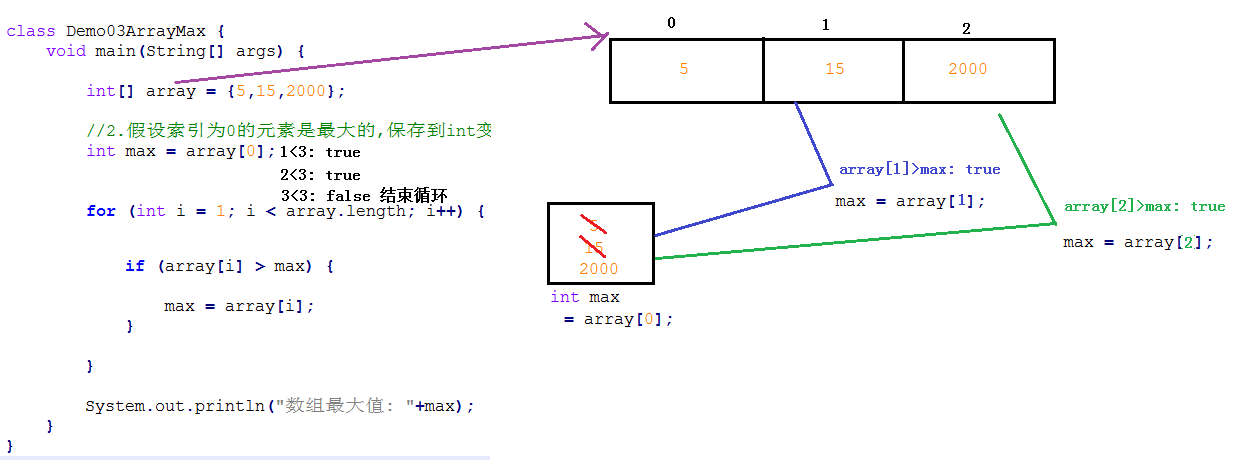 class Demo03ArrayMax {
void main(String[] args) {
int[] array = {5,15,2000};
//2.假设索引为0的元素是最大的,保存到int变
int max = array[0];
1<3: true
2<3: true
3<3: false 结束循环
for (int i = 1; i < array.length; i++) {
if (array[i] > max) {
max = array[i];
}
}
System.out.println("数组最大值: "+max);
}
}
0 1 2
5 15 2000
array[1]>max: true
max = array[1];
array[2]>max: true
max = array[2];
5
15
2000
int max
= array[0];